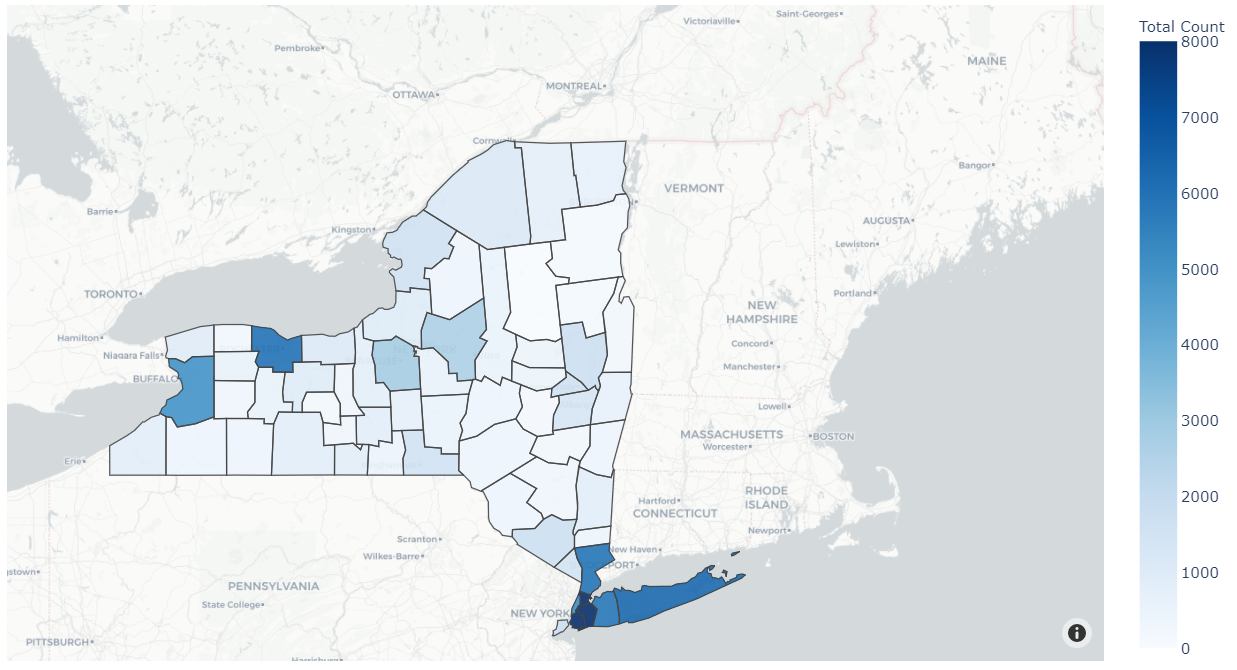 Victoriaville
Saint-Georges
Pembroke
MAINE
OTTAWA
MONTREAL
Cornwall
Bangor
VERMONT
Barrie
AUGUSTA
Kingston
Lewiston
TORONTO
Portland
NEW
HAMPSHIRE
Hamilton
Concord
Niagara Falls
Manchester
BUFFALO
Lowell
MASSACHUSETTS
BOSTON
Worcester
Erie
RHODE
ISLAND
Hartford
CONNECTICUT
Newport
Scranton
New Haven
Wilkes-Barre
PORT
gstown
PENNSYLVANIA
State College
NEW YORK
PITTSBURGH
Harrisburg
Total Count
8000
7000
6000
5000
4000
3000
2000
1000
0